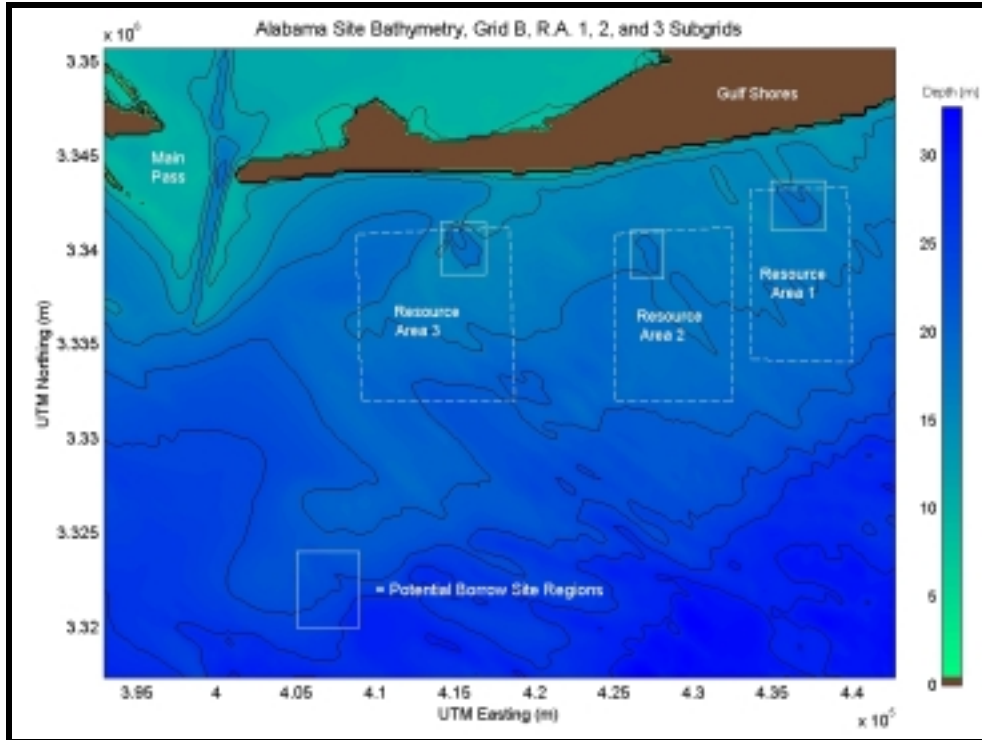 Alabama Site Bathymetry, Grid B, R.A. 1, 2, and 3 Subgrids
x 10⁶
3.35
3.345
3.34
3.335
3.33
3.325
3.32
UTM Northing (m)
Gulf Shores
Main
Pass
Resource
Area 3
Resource
Area 2
Resource
Area 1
= Potential Borrow Site Regions
3.95
4
4.05
4.1
4.15
4.2
4.25
4.3
4.35
4.4
UTM Easting (m)
x 10⁵
Depth (m)
30
25
20
15
10
5
0